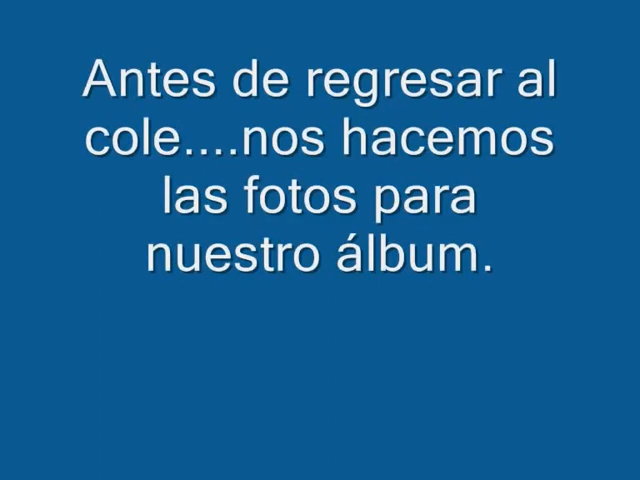 Antes de regresar al
cole....nos hacemos
las fotos para
nuestro álbum.